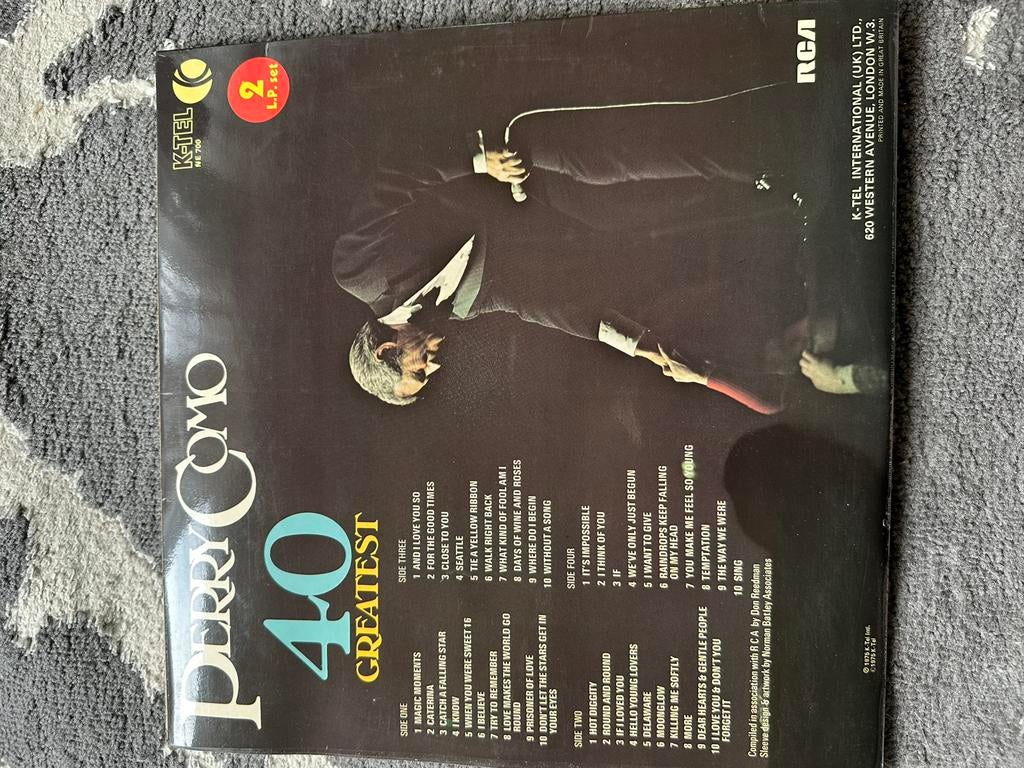 PERRY COMO
40
GREATEST
K-TEL
NE 700
2
L.P. set
SIDE ONE
1 MAGIC MOMENTS
2 CATERINA
3 CATCH A FALLING STAR
4 I KNOW
5 WHEN YOU WERE SWEET 16
6 I BELIEVE
7 TRY TO REMEMBER
8 LOVE MAKES THE WORLD GO
ROUND
9 PRISONER OF LOVE
10 DON'T LET THE STARS GET IN
YOUR EYES
SIDE TWO
1 HOT DIGGITY
2 ROUND AND ROUND
3 IF I LOVED YOU
4 HELLO YOUNG LOVERS
5 DELAWARE
6 MOONGLOW
7 KILLING ME SOFTLY
8 MORE
9 DEAR HEARTS & GENTLE PEOPLE
10 I LOVE YOU & DON'T YOU
FORGET IT
SIDE THREE
1 AND I LOVE YOU SO
2 FOR THE GOOD TIMES
3 CLOSE TO YOU
4 SEATTLE
5 TIE A YELLOW RIBBON
6 WALK RIGHT BACK
7 WHAT KIND OF FOOL AM I
8 DAYS OF WINE AND ROSES
9 WHERE DO I BEGIN
10 WITHOUT A SONG
SIDE FOUR
1 IT'S IMPOSSIBLE
2 I THINK OF YOU
3 IF
4 WE'VE ONLY JUST BEGUN
5 I WANT TO GIVE
6 RAINDROPS KEEP FALLING
ON MY HEAD
7 YOU MAKE ME FEEL SO YOUNG
8 TEMPTATION
9 THE WAY WE WERE
10 SING
Compiled in association with RCA by Don Reedman
Sleeve design & artwork by Norman Batley Associates
℗ 1975 K-Tel Ind.
© 1975 K-Tel
RCA
K-TEL INTERNATIONAL (UK) LTD.,
620 WESTERN AVENUE, LONDON W.3.
PRINTED AND MADE IN GREAT BRITAIN